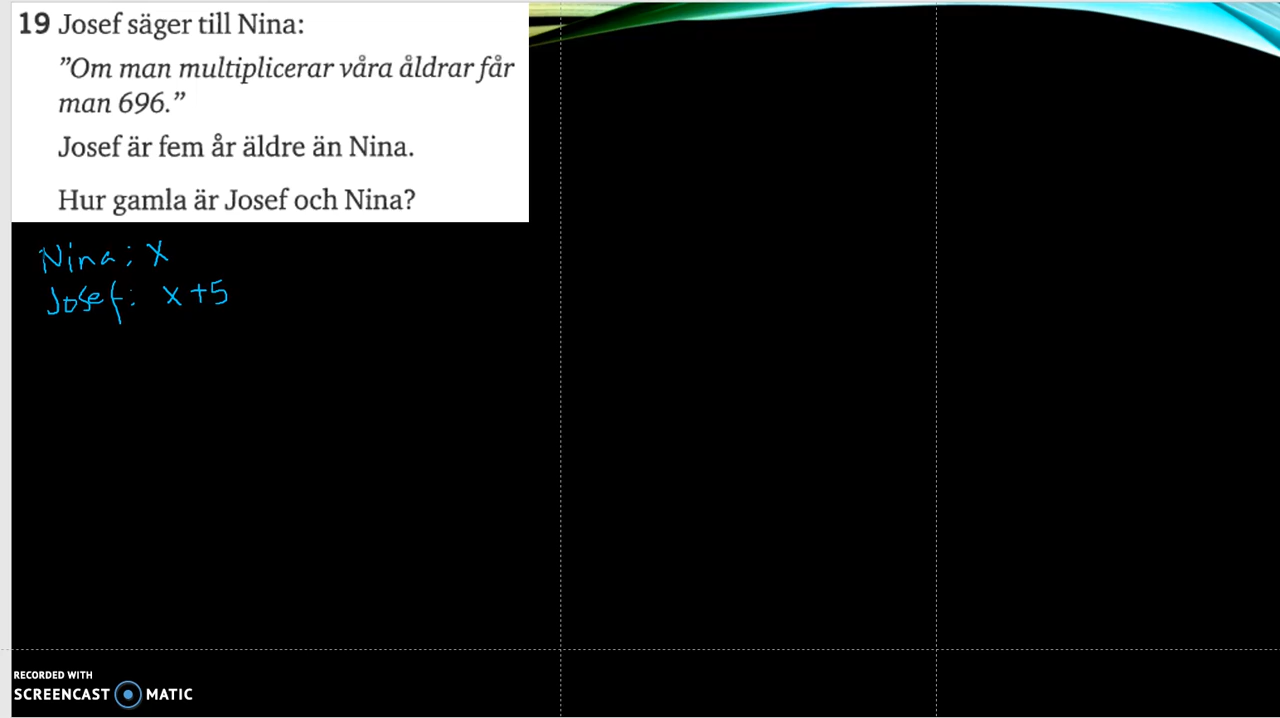 19 Josef säger till Nina:
”Om man multiplicerar våra åldrar får
man 696.”
Josef är fem år äldre än Nina.
Hur gamla är Josef och Nina?
Nina: x
Josef: x+5
RECORDED WITH
SCREENCAST MATIC